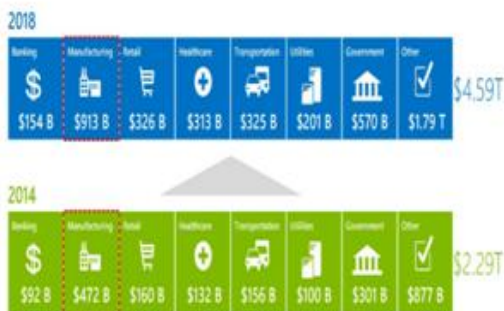 2018
Banking Manufacturing Retail Healthcare Transportation Utilities Government Other
$
$154 B $913 B $326 B $313 B $325 B $201 B $570 B $1.79 T
$4.59T
2014
Banking Manufacturing Retail Healthcare Transportation Utilities Government Other
$
$92 B $472 B $160 B $132 B $156 B $100 B $301 B $877 B
$2.29T